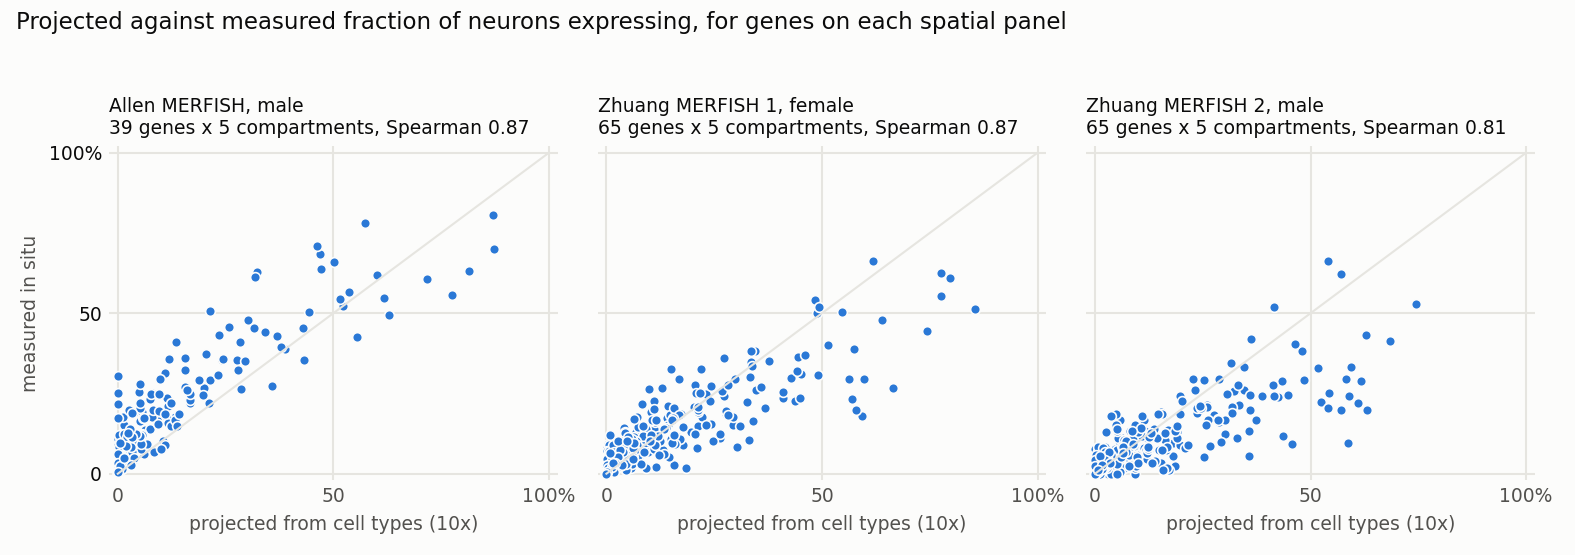 Projected against measured fraction of neurons expressing, for genes on each spatial panel
Allen MERFISH, male
39 genes x 5 compartments, Spearman 0.87
Zhuang MERFISH 1, female
65 genes x 5 compartments, Spearman 0.87
Zhuang MERFISH 2, male
65 genes x 5 compartments, Spearman 0.81
100%
50
0
measured in situ
0 50 100%
0 50 100%
0 50 100%
projected from cell types (10x)
projected from cell types (10x)
projected from cell types (10x)